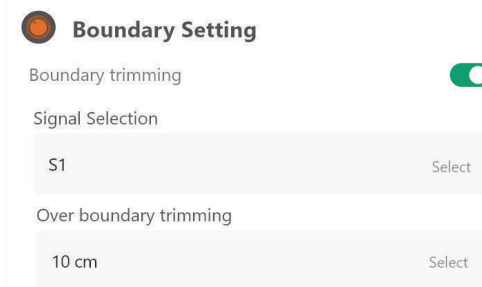 Boundary Setting
Boundary trimming
Signal Selection
S1 Select
Over boundary trimming
10 cm Select